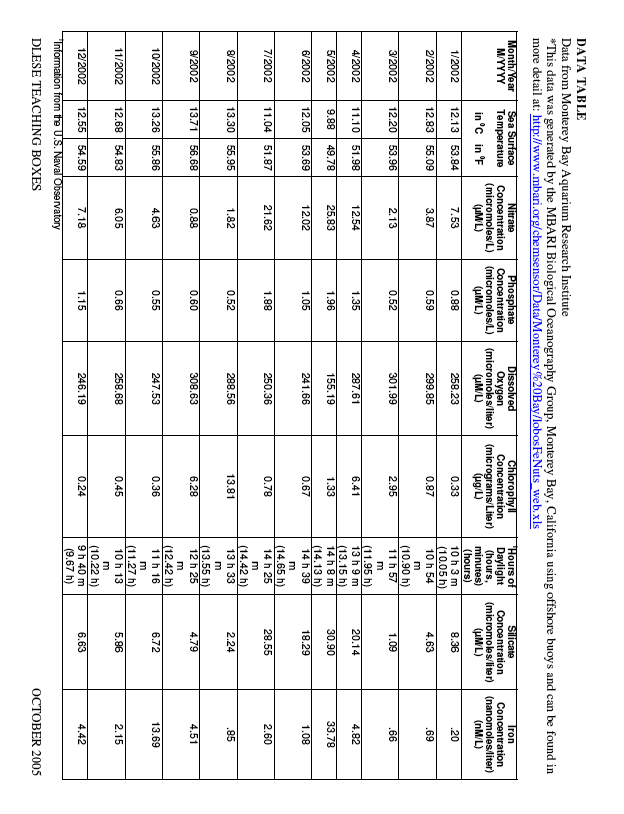 DATA TABLE
Data from Monterey Bay Aquarium Research Institute
*This data was generated by the MBARI Biological Oceanography Group, Monterey Bay, California using offshore buoys and can be found in
more detail at: http://www.mbari.org/chemsensor/Data/Monterey%20Bay/lobosFeNuts_web.xls
Month/Year M/YYYY | Sea Surface Temperature in °C in °F | Nitrate Concentration (micromoles/L) (µM/L) | Phosphate Concentration (micromoles/L) (µM/L) | Dissolved Oxygen (micromoles/liter) (µM/L) | Chlorophyll Concentration (micrograms/Liter) (µg/L) | ¹Hours of Daylight (hours, minutes) (hours) | Silicate Concentration (micromoles/liter) (µM/L) | Iron Concentration (nanomoles/liter) (nM/L)
1/2002 12.13 53.84 7.53 0.88 258.23 0.33 10 h 3 m (10.05 h) 8.36 .20
2/2002 12.83 55.09 3.87 0.59 299.85 0.87 10 h 54 m (10.90 h) 4.63 .69
3/2002 12.20 53.96 2.13 0.52 301.99 2.95 11 h 57 m (11.95 h) 1.09 .66
4/2002 11.10 51.98 12.54 1.35 287.61 6.41 13 h 9 m (13.15 h) 20.14 4.82
5/2002 9.88 49.78 25.83 1.96 155.19 1.33 14 h 8 m (14.13 h) 30.90 33.78
6/2002 12.05 53.69 12.02 1.05 241.66 0.67 14 h 39 m (14.65 h) 18.29 1.08
7/2002 11.04 51.87 21.62 1.88 250.36 0.78 14 h 25 m (14.42 h) 28.55 2.60
8/2002 13.30 55.95 1.82 0.52 288.56 13.81 13 h 33 m (13.55 h) 2.24 .85
9/2002 13.71 56.68 0.88 0.60 308.63 6.28 12 h 25 m (12.42 h) 4.79 4.51
10/2002 13.26 55.86 4.63 0.55 247.53 0.36 11 h 16 m (11.27 h) 6.72 13.69
11/2002 12.68 54.83 6.05 0.66 258.68 0.45 10 h 13 m (10.22 h) 5.86 2.15
12/2002 12.55 54.59 7.18 1.15 246.19 0.24 9 h 40 m (9.67 h) 6.63 4.42
¹Information from the U.S. Naval Observatory
DLESE TEACHING BOXES OCTOBER 2005